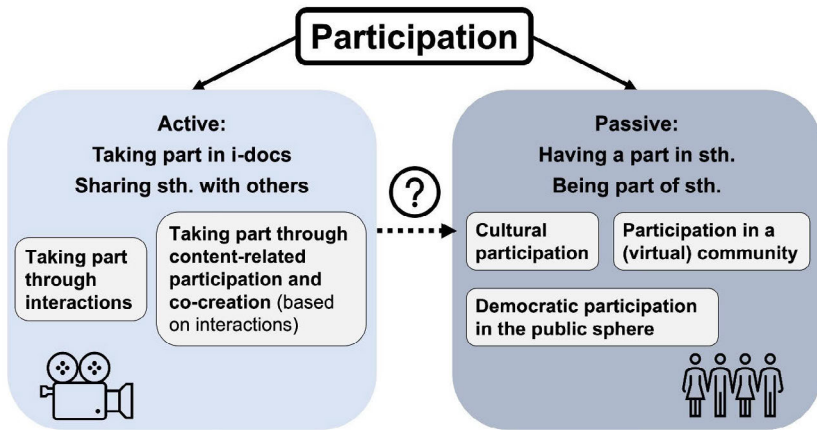 Participation
Active:
Taking part in i-docs
Sharing sth. with others
Taking part
through
interactions
Taking part through
content-related
participation and
co-creation (based
on interactions)
?
Passive:
Having a part in sth.
Being part of sth.
Cultural
participation
Participation in a
(virtual) community
Democratic participation
in the public sphere